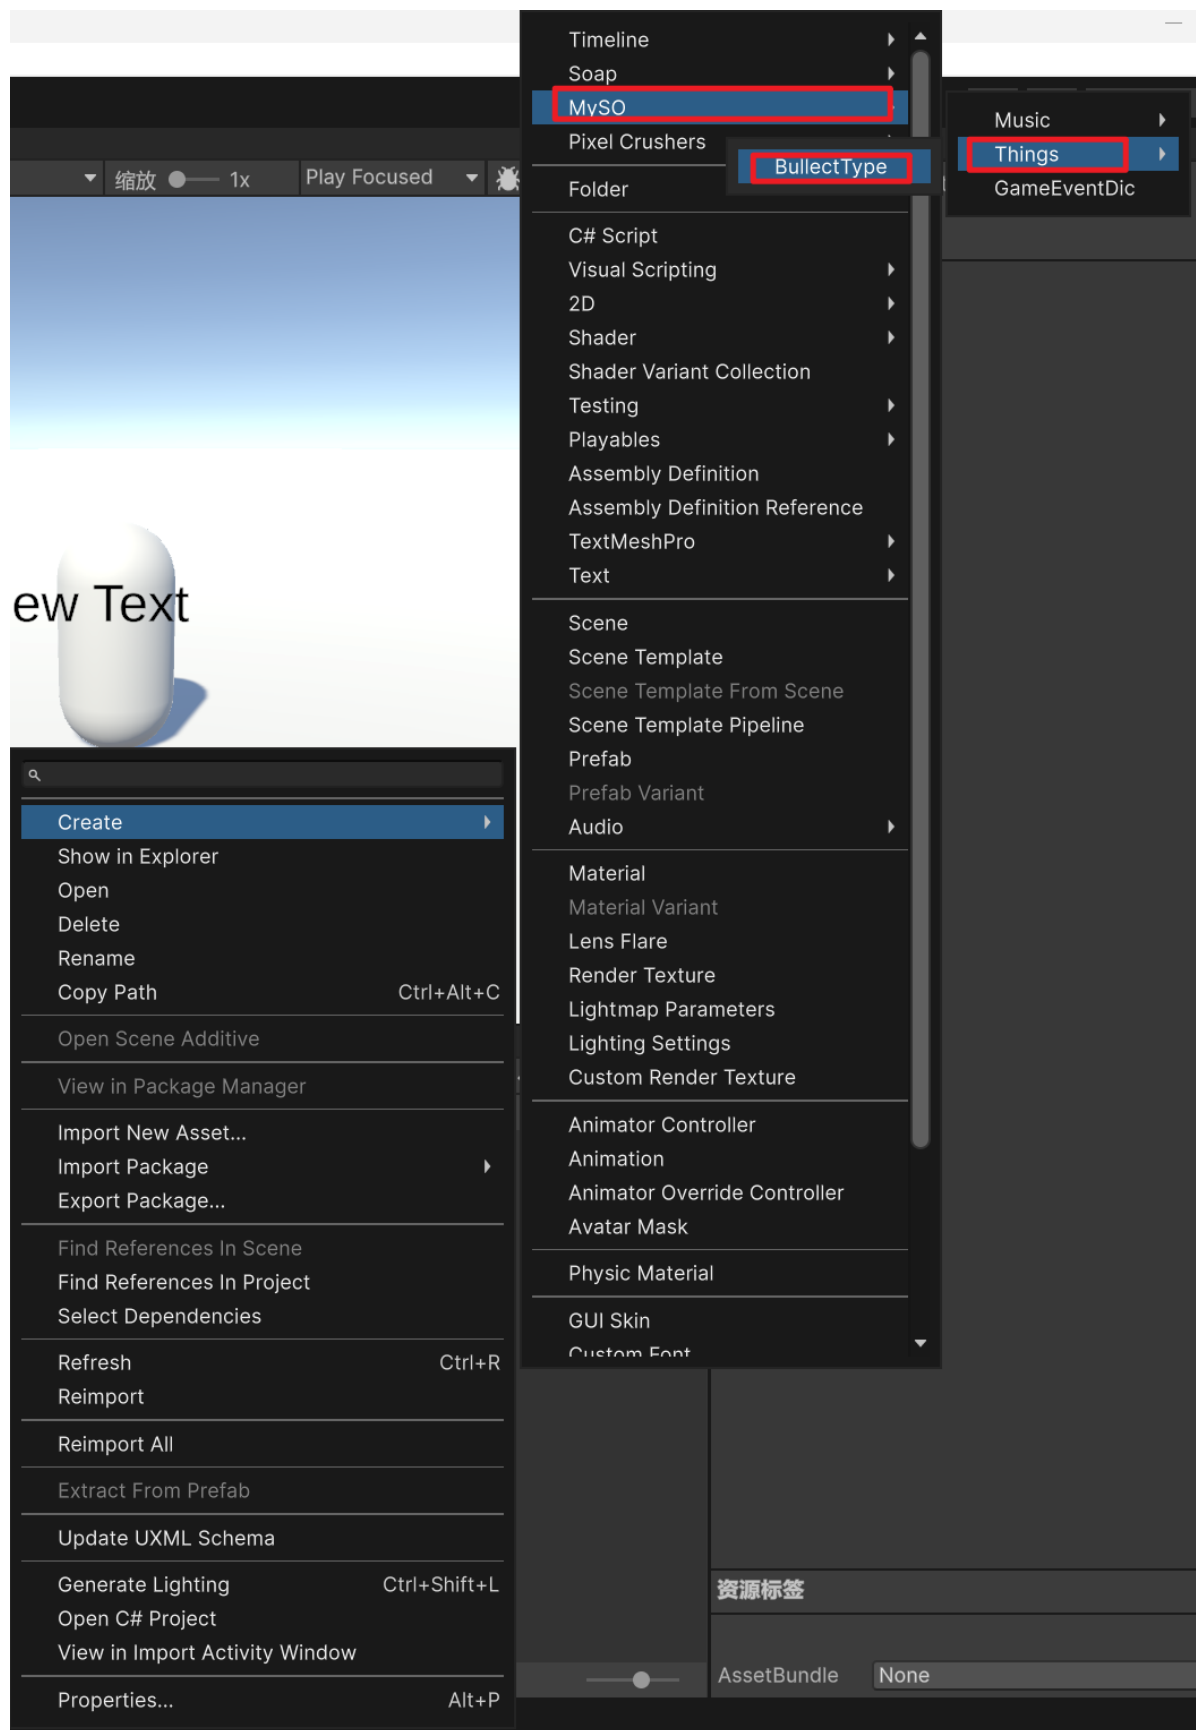 Timeline
Soap
MySO
Pixel Crushers
Folder
C# Script
Visual Scripting
2D
Shader
Shader Variant Collection
Testing
Playables
Assembly Definition
Assembly Definition Reference
TextMeshPro
Text
Scene
Scene Template
Scene Template From Scene
Scene Template Pipeline
Prefab
Prefab Variant
Audio
Material
Material Variant
Lens Flare
Render Texture
Lightmap Parameters
Lighting Settings
Custom Render Texture
Animator Controller
Animation
Animator Override Controller
Avatar Mask
Physic Material
GUI Skin
Custom Font
Music
Things
GameEventDic
BullectType
缩放 1x
Play Focused
ew Text
Create
Show in Explorer
Open
Delete
Rename
Copy Path Ctrl+Alt+C
Open Scene Additive
View in Package Manager
Import New Asset...
Import Package
Export Package...
Find References In Scene
Find References In Project
Select Dependencies
Refresh Ctrl+R
Reimport
Reimport All
Extract From Prefab
Update UXML Schema
Generate Lighting Ctrl+Shift+L
Open C# Project
View in Import Activity Window
Properties... Alt+P
资源标签
AssetBundle None